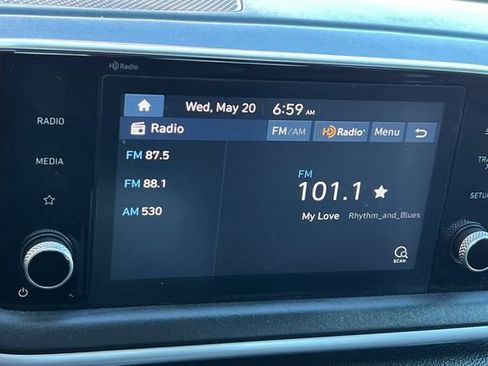 HD Radio
Wed, May 20 6:59 AM
RADIO
Radio FM/AM HD Radio Menu
FM 87.5
MEDIA
FM 88.1
FM
101.1
AM 530
My Love Rhythm_and_Blues
SCAN
SETU